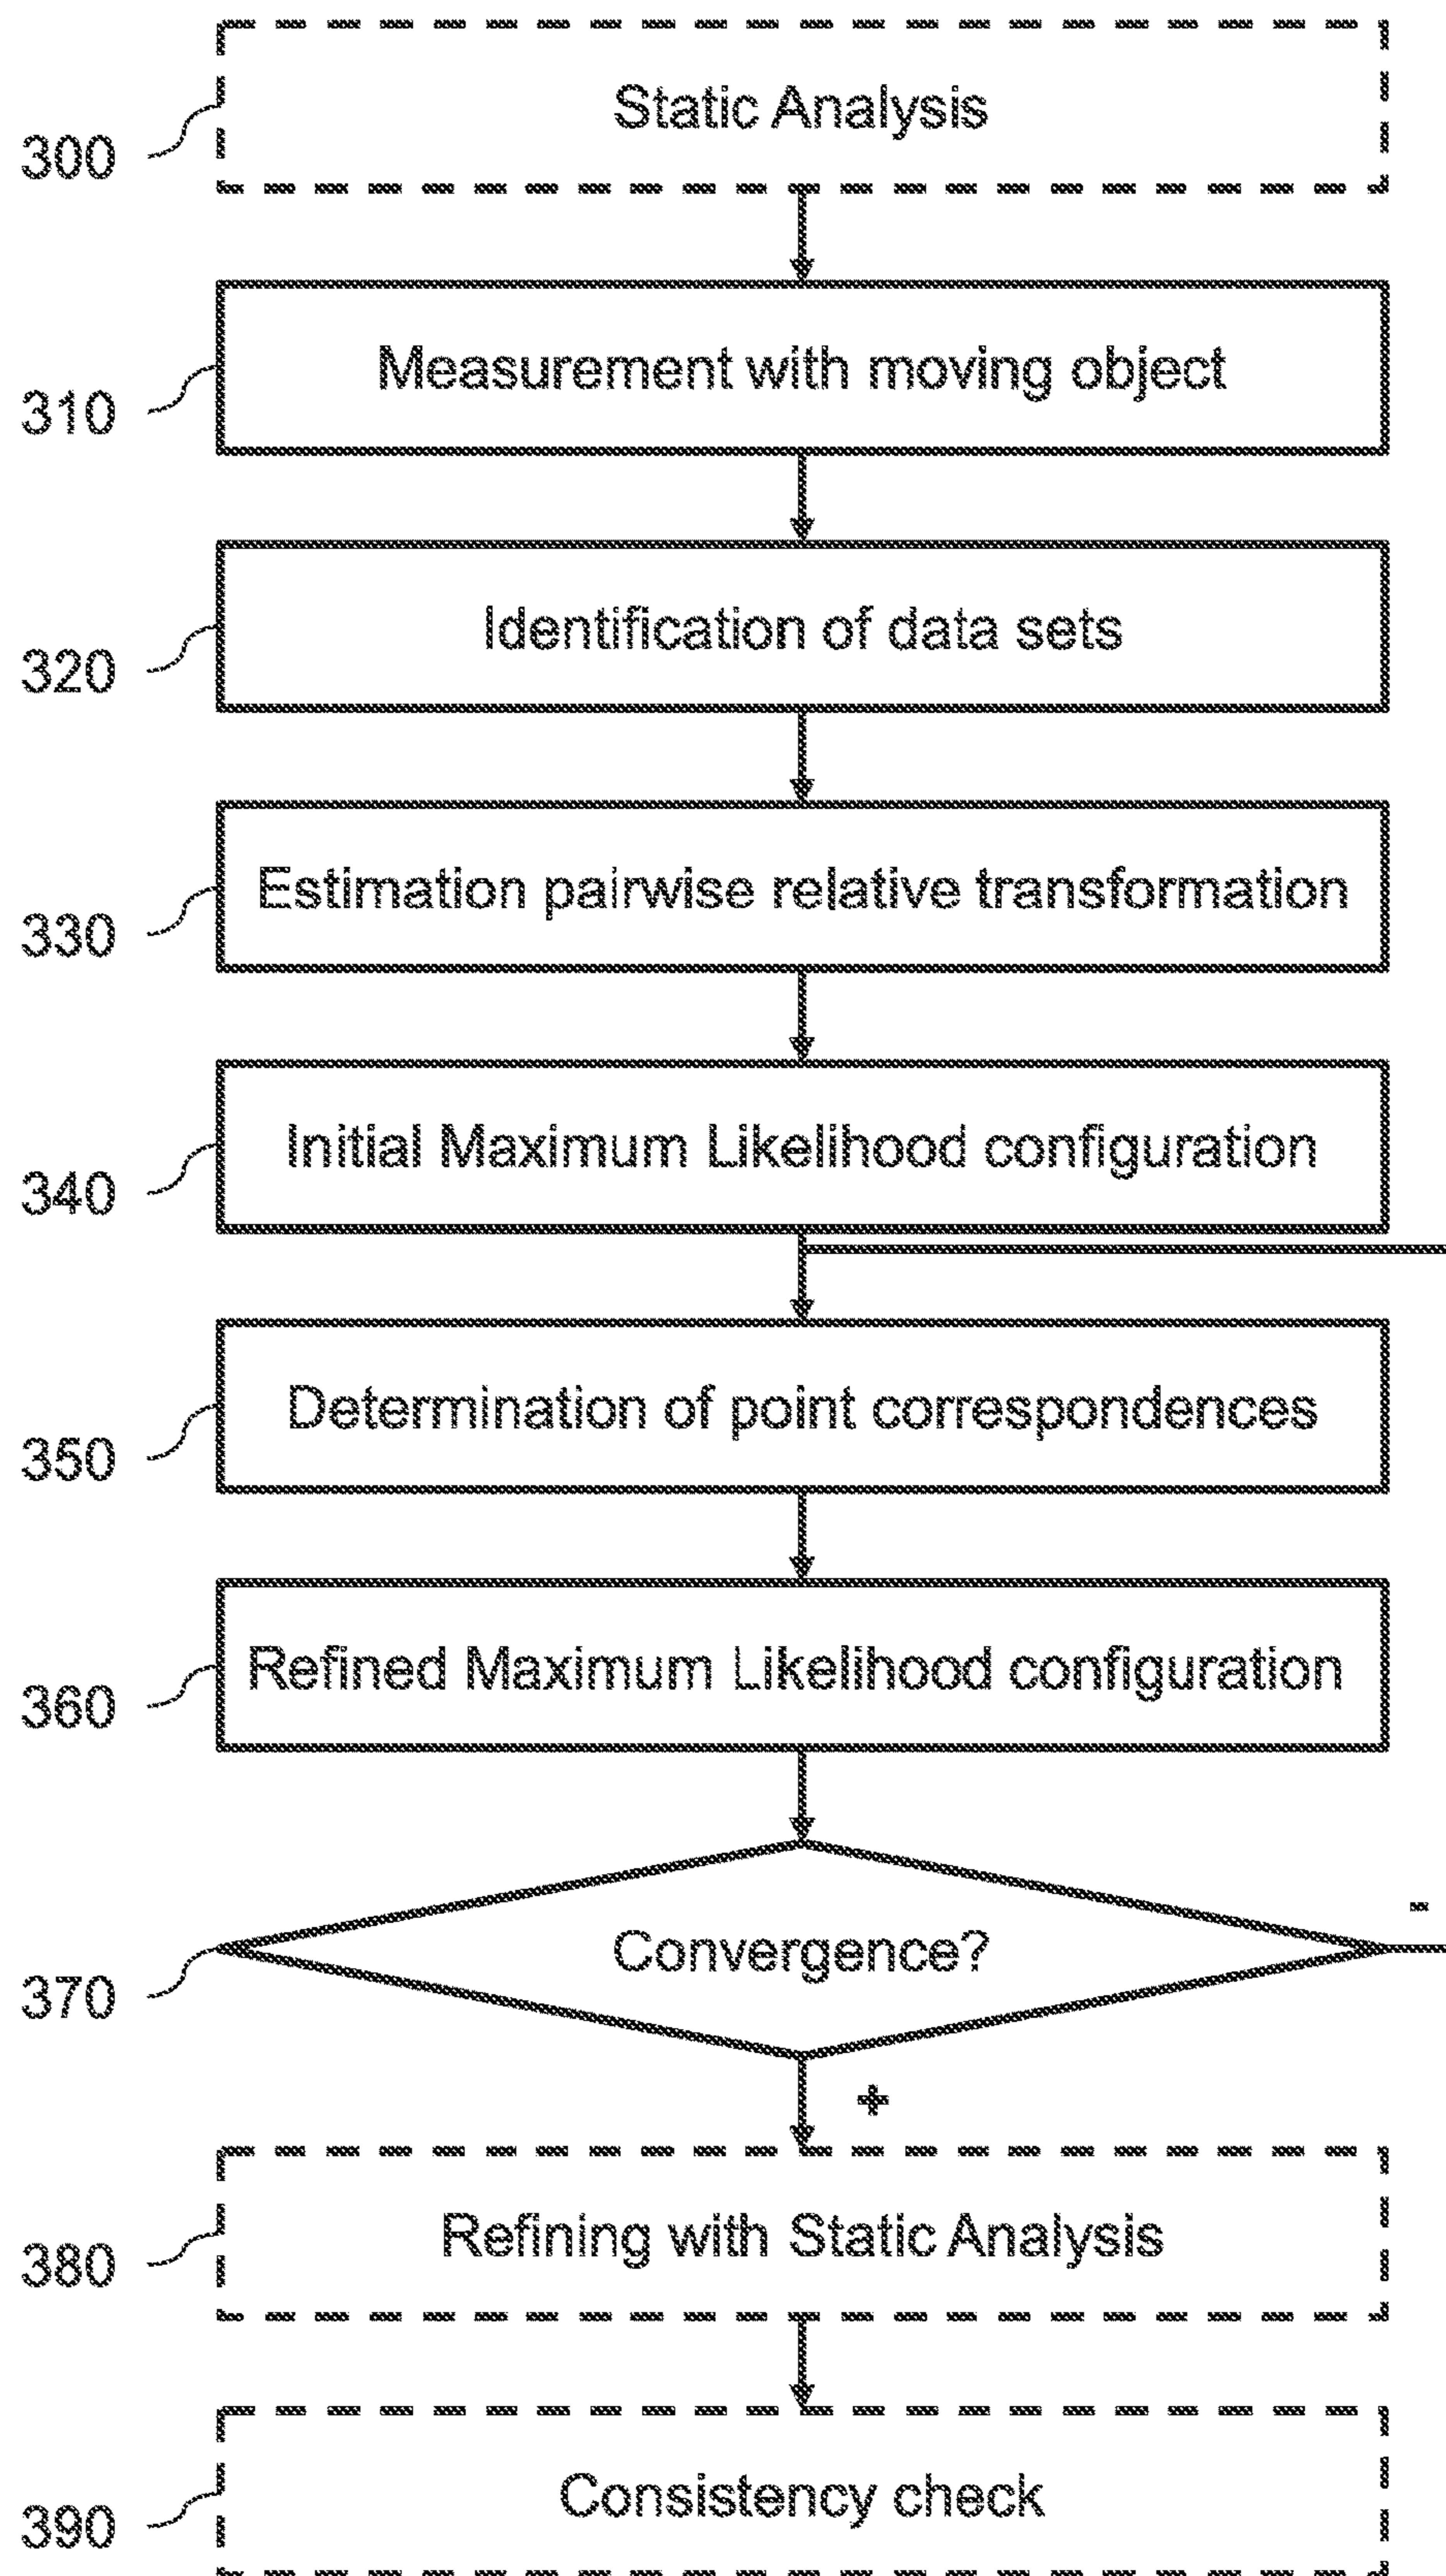 Static Analysis
300
Measurement with moving object
310
Identification of data sets
320
Estimation pairwise relative transformation
330
Initial Maximum Likelihood configuration
340
Determination of point correspondences
350
Refined Maximum Likelihood configuration
360
-
Convergence?
370
+
Refining with Static Analysis
380
Consistency check
390